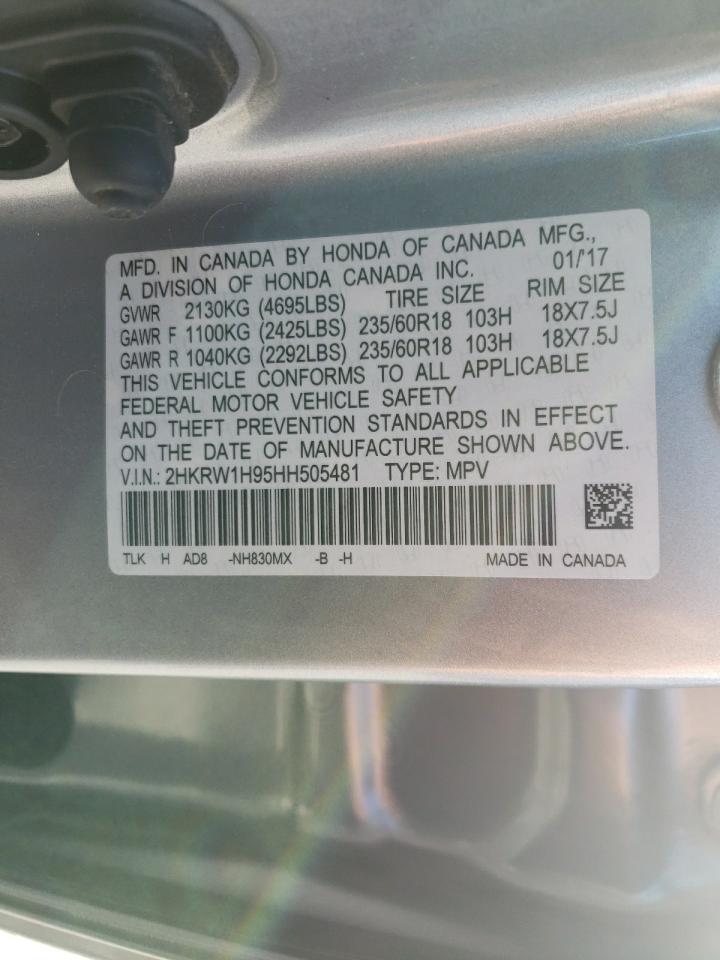 MFD. IN CANADA BY HONDA OF CANADA MFG.,
A DIVISION OF HONDA CANADA INC. 01/'17
GVWR 2130KG (4695LBS) TIRE SIZE RIM SIZE
GAWR F 1100KG (2425LBS) 235/60R18 103H 18X7.5J
GAWR R 1040KG (2292LBS) 235/60R18 103H 18X7.5J
THIS VEHICLE CONFORMS TO ALL APPLICABLE
FEDERAL MOTOR VEHICLE SAFETY
AND THEFT PREVENTION STANDARDS IN EFFECT
ON THE DATE OF MANUFACTURE SHOWN ABOVE.
V.I.N.: 2HKRW1H95HH505481 TYPE: MPV
TLK H AD8 -NH830MX -B -H MADE IN CANADA